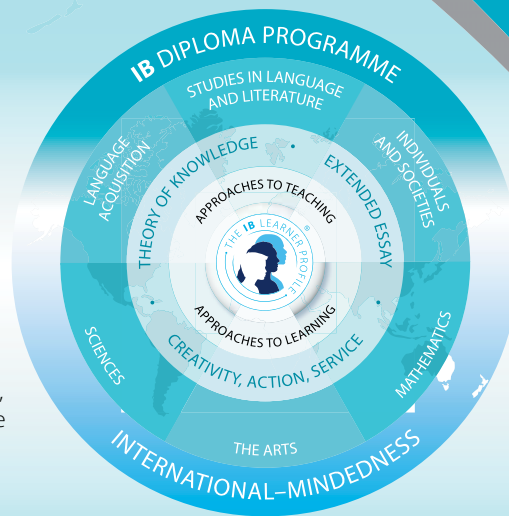 IB DIPLOMA PROGRAMME
STUDIES IN LANGUAGE
AND LITERATURE
LANGUAGE
ACQUISITION
INDIVIDUALS
AND SOCIETIES
THEORY OF KNOWLEDGE
EXTENDED ESSAY
APPROACHES TO TEACHING
THE IB LEARNER PROFILE
®
APPROACHES TO LEARNING
CREATIVITY, ACTION, SERVICE
SCIENCES
MATHEMATICS
THE ARTS
INTERNATIONAL–MINDEDNESS
,
e